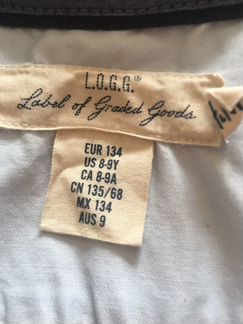 L.O.G.G.®
Label of Graded Goods
EUR 134
US 8-9Y
CA 8-9A
CN 135/68
MX 134
AUS 9